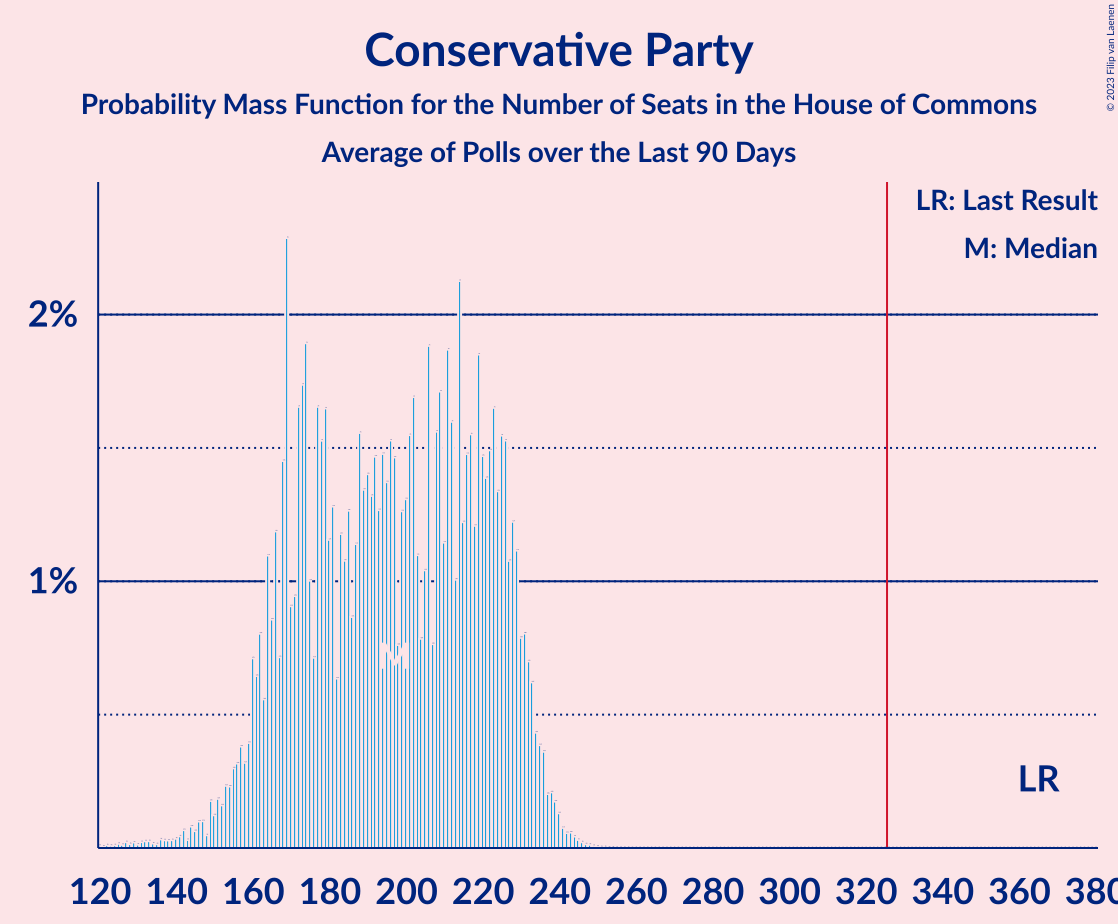 Conservative Party
Probability Mass Function for the Number of Seats in the House of Commons
Average of Polls over the Last 90 Days
© 2023 Filip van Laenen
LR: Last Result
M: Median
2%
1%
M
LR
120 140 160 180 200 220 240 260 280 300 320 340 360 380